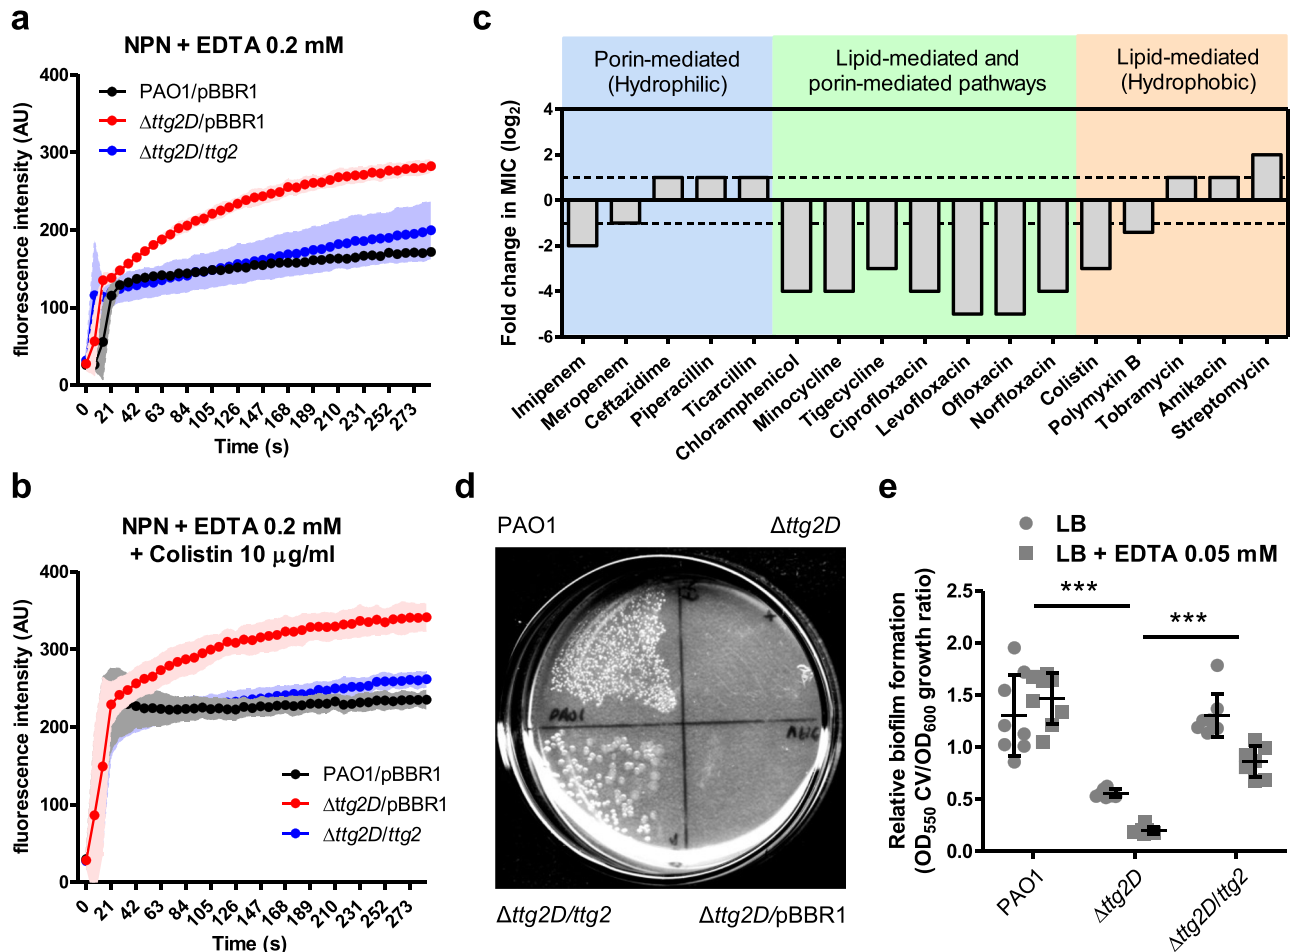 a
NPN + EDTA 0.2 mM
fluorescence intensity (AU)
400
300
200
100
0
PAO1/pBBR1
Δttg2D/pBBR1
Δttg2D/ttg2
0
21
42
63
84
105
126
147
168
189
210
231
252
273
Time (s)
b
NPN + EDTA 0.2 mM
+ Colistin 10 μg/ml
fluorescence intensity (AU)
400
300
200
100
0
PAO1/pBBR1
Δttg2D/pBBR1
Δttg2D/ttg2
0
21
42
63
84
105
126
147
168
189
210
231
252
273
Time (s)
c
Porin-mediated
(Hydrophilic)
Lipid-mediated and
porin-mediated pathways
Lipid-mediated
(Hydrophobic)
Fold change in MIC (log2)
4
2
0
-2
-4
-6
Imipenem
Meropenem
Ceftazidime
Piperacillin
Ticarcillin
Chloramphenicol
Minocycline
Tigecycline
Ciprofloxacin
Levofloxacin
Ofloxacin
Norfloxacin
Colistin
Polymyxin B
Tobramycin
Amikacin
Streptomycin
d
PAO1
Δttg2D
PAO1
Δttg2D/ttg2
Δttg2D/pBBR1
e
LB
LB + EDTA 0.05 mM
Relative biofilm formation
(OD550 CV/OD600 growth ratio)
2.5
2.0
1.5
1.0
0.5
0.0
***
***
PAO1
Δttg2D
Δttg2D/ttg2